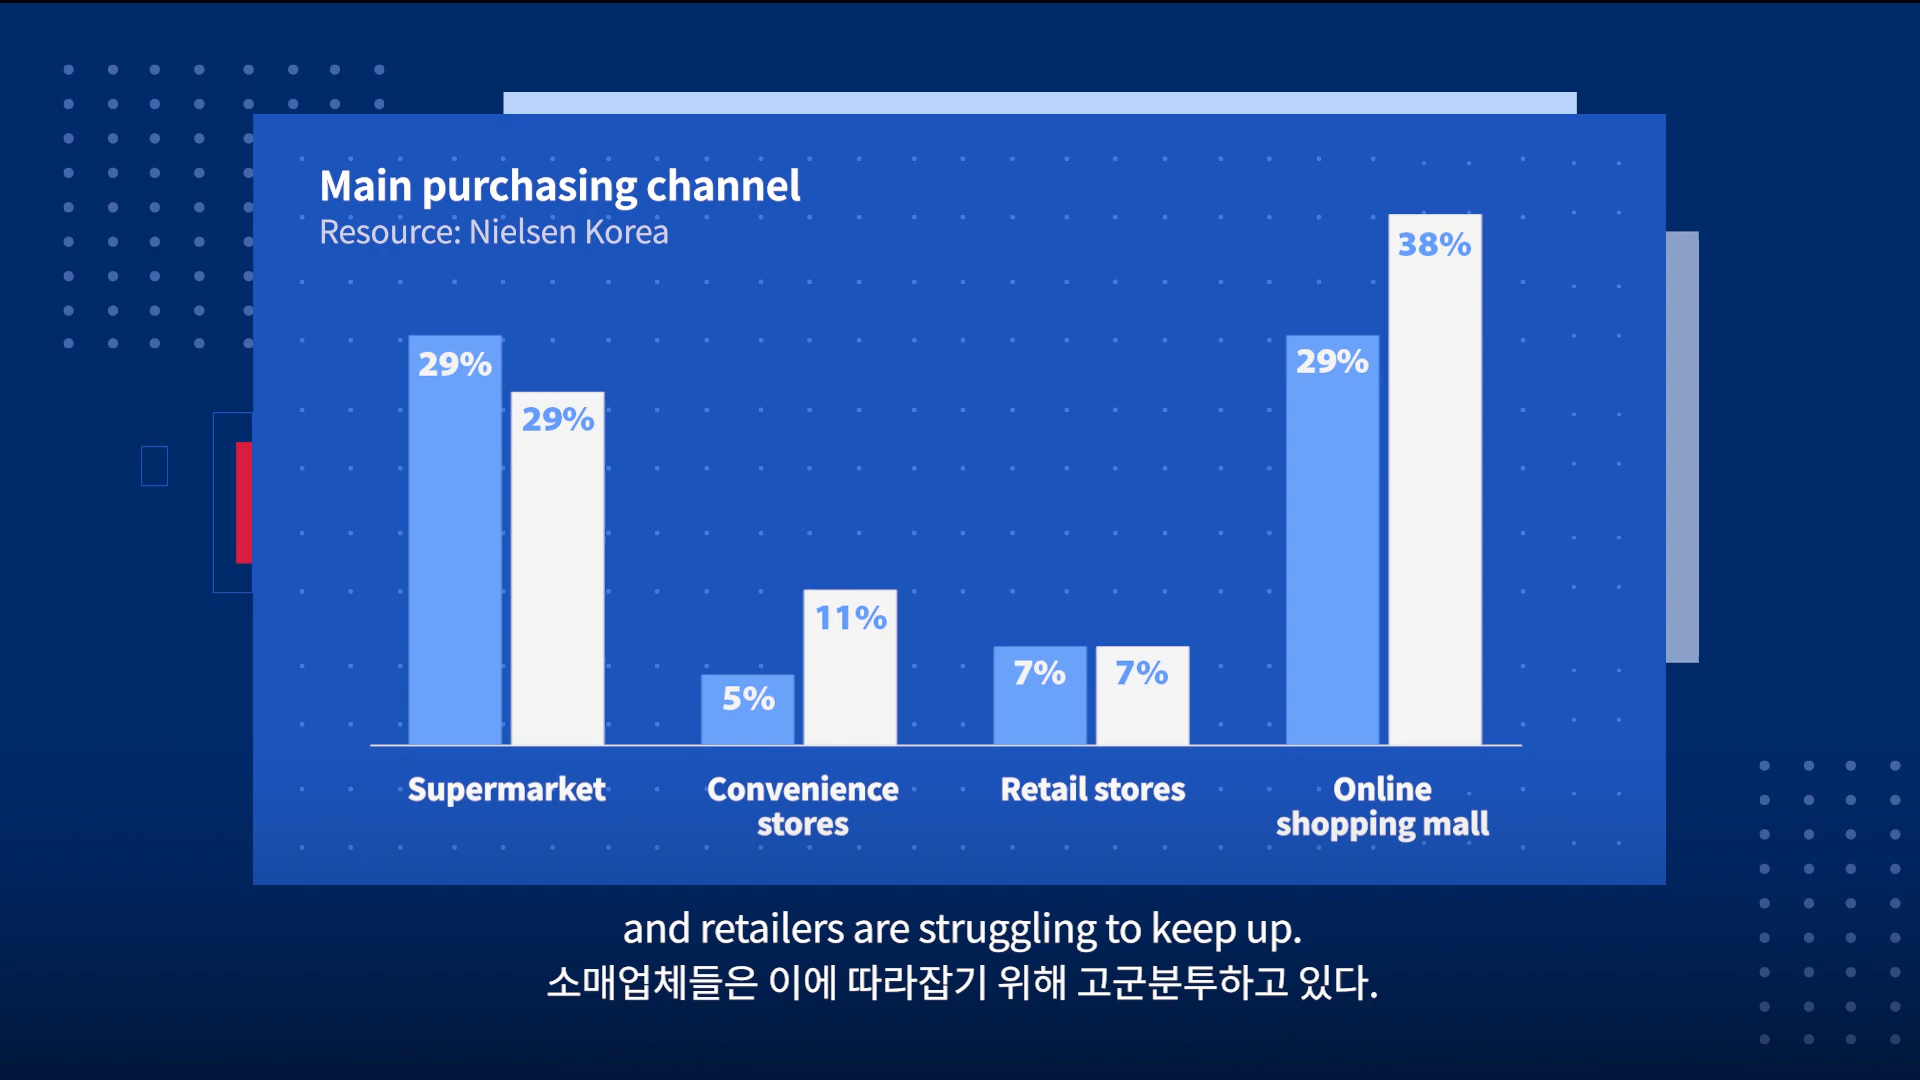 Main purchasing channel
Resource: Nielsen Korea
38%
29%
29%
29%
11%
5%
7%
7%
Supermarket
Convenience
stores
Retail stores
Online
shopping mall
and retailers are struggling to keep up.
소매업체들은 이에 따라잡기 위해 고군분투하고 있다.